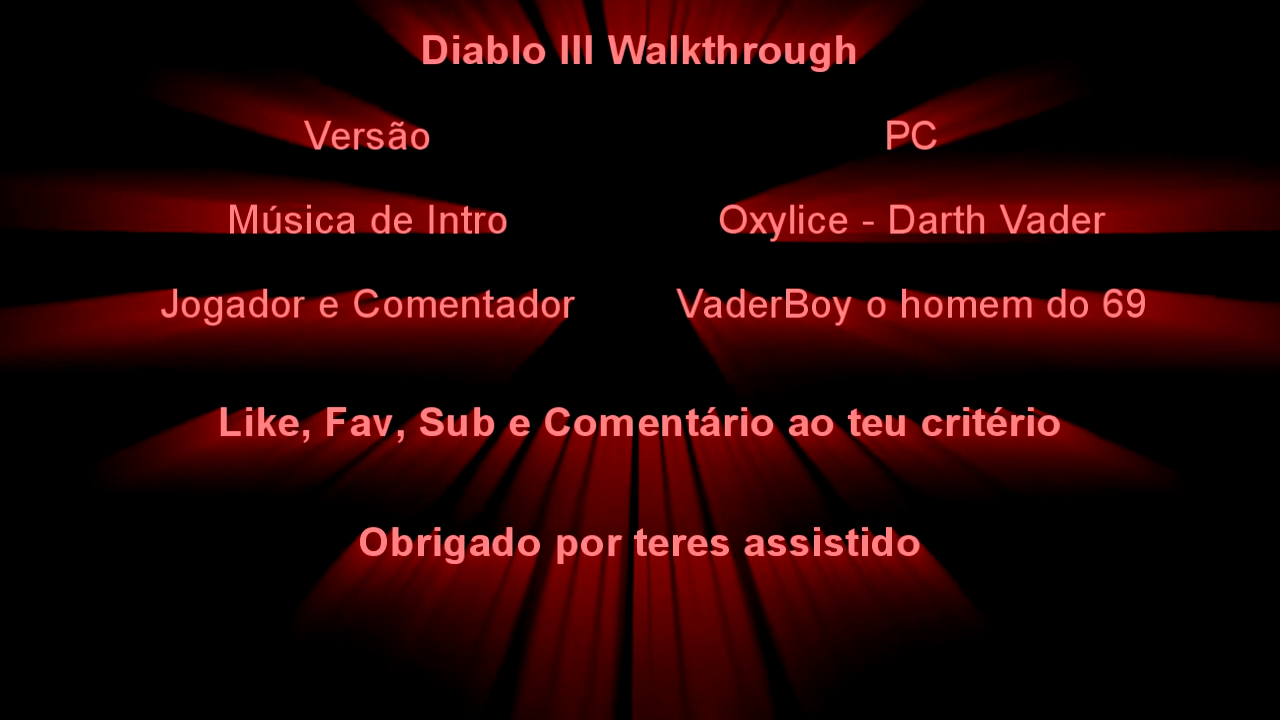 Diablo III Walkthrough
Versão PC
Música de Intro Oxylice - Darth Vader
Jogador e Comentador VaderBoy o homem do 69
Like, Fav, Sub e Comentário ao teu critério
Obrigado por teres assistido